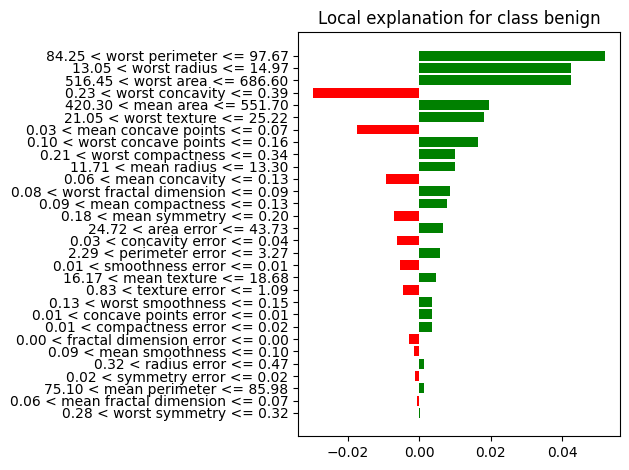 Local explanation for class benign
84.25 < worst perimeter <= 97.67
13.05 < worst radius <= 14.97
516.45 < worst area <= 686.60
0.23 < worst concavity <= 0.39
420.30 < mean area <= 551.70
21.05 < worst texture <= 25.22
0.03 < mean concave points <= 0.07
0.10 < worst concave points <= 0.16
0.21 < worst compactness <= 0.34
11.71 < mean radius <= 13.30
0.06 < mean concavity <= 0.13
0.08 < worst fractal dimension <= 0.09
0.09 < mean compactness <= 0.13
0.18 < mean symmetry <= 0.20
24.72 < area error <= 43.73
0.03 < concavity error <= 0.04
2.29 < perimeter error <= 3.27
0.01 < smoothness error <= 0.01
16.17 < mean texture <= 18.68
0.83 < texture error <= 1.09
0.13 < worst smoothness <= 0.15
0.01 < concave points error <= 0.01
0.01 < compactness error <= 0.02
0.00 < fractal dimension error <= 0.00
0.09 < mean smoothness <= 0.10
0.32 < radius error <= 0.47
0.02 < symmetry error <= 0.02
75.10 < mean perimeter <= 85.98
0.06 < mean fractal dimension <= 0.07
0.28 < worst symmetry <= 0.32
−0.02 0.00 0.02 0.04